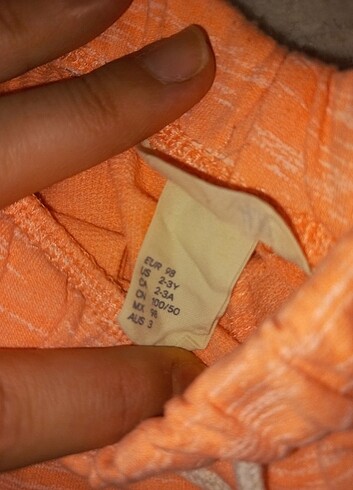 EUR 98
US 2-3Y
CA 2-3A
CN 100/50
MX 98
AUS 3